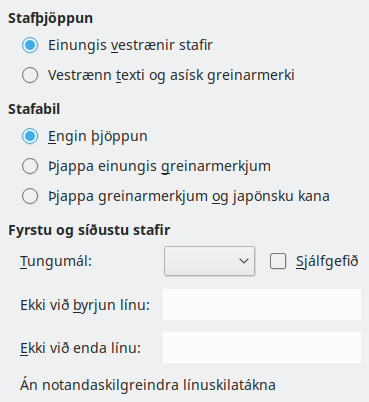 Stafþjöppun
Einungis vestrænir stafir
Vestrænn texti og asísk greinarmerki
Stafabil
Engin þjöppun
Þjappa einungis greinarmerkjum
Þjappa greinarmerkjum og japönsku kana
Fyrstu og síðustu stafir
Tungumál:
Sjálfgefið
Ekki við byrjun línu:
Ekki við enda línu:
Án notandaskilgreindra línuskilatákna